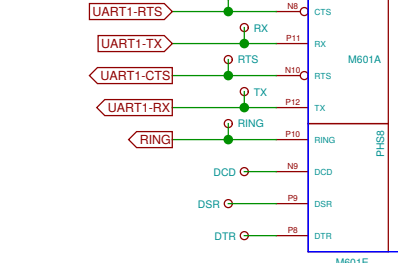 UART1-RTS N8 CTS
RX
UART1-TX P11 RX
RTS M601A
UART1-CTS N10 RTS
TX
UART1-RX P12 TX
RING
RING P10 RING PHS8
DCD N9 DCD
DSR P9 DSR
DTR P8 DTR